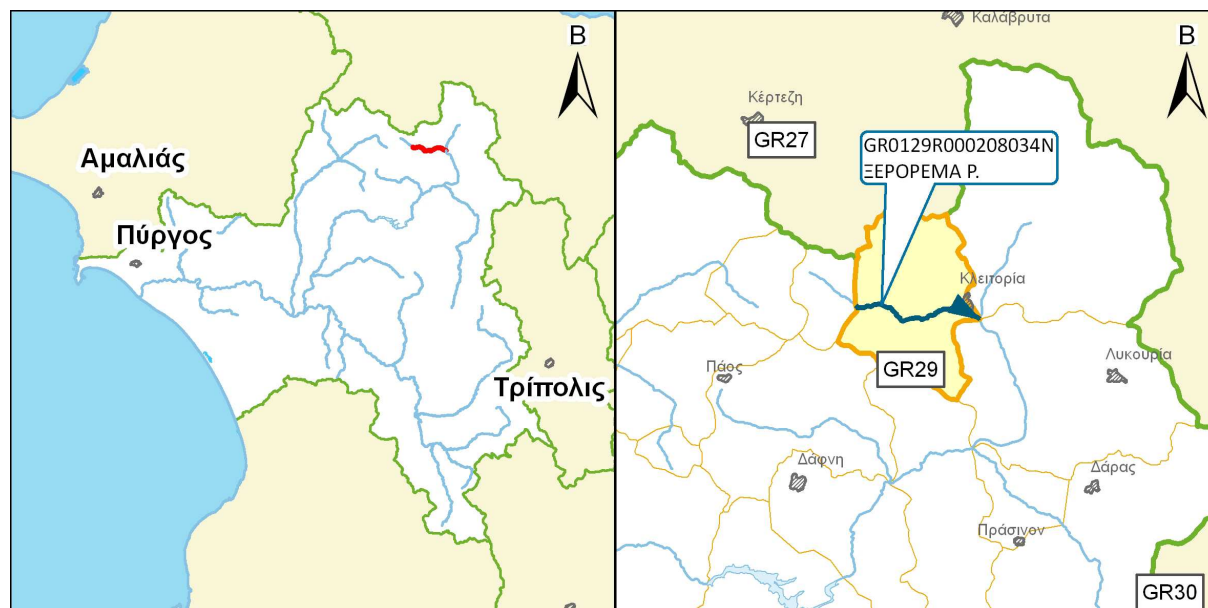 Β
Αμαλιάς
Πύργος
Τρίπολις
Καλάβρυτα
Β
Κέρτεζη
GR27
GR0129R000208034N
ΞΕΡΟΡΕΜΑ Ρ.
Κλειτορία
Λυκουρία
Πάος
GR29
Δάφνη
Δάρας
Πράσινον
GR30